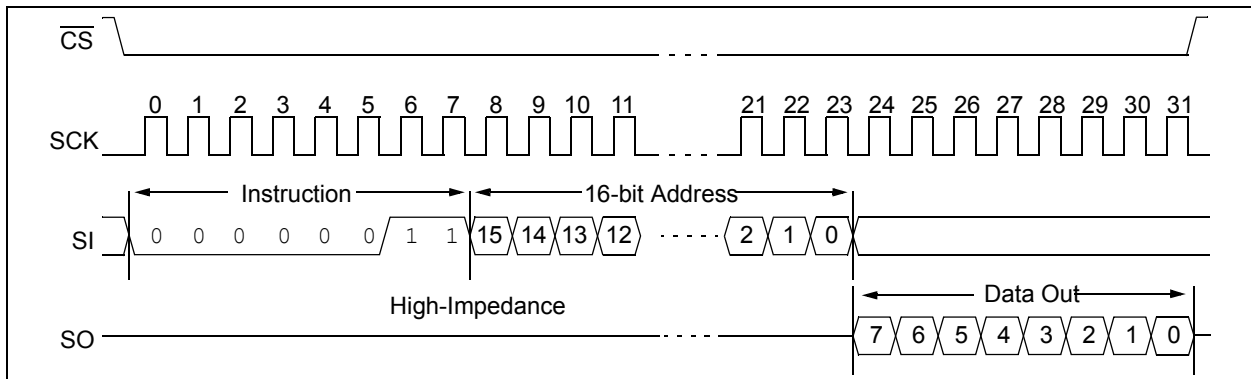 CS
0 1 2 3 4 5 6 7 8 9 10 11 21 22 23 24 25 26 27 28 29 30 31
SCK
Instruction 16-bit Address
SI 0 0 0 0 0 0 1 1 15 14 13 12 2 1 0
High-Impedance Data Out
SO 7 6 5 4 3 2 1 0